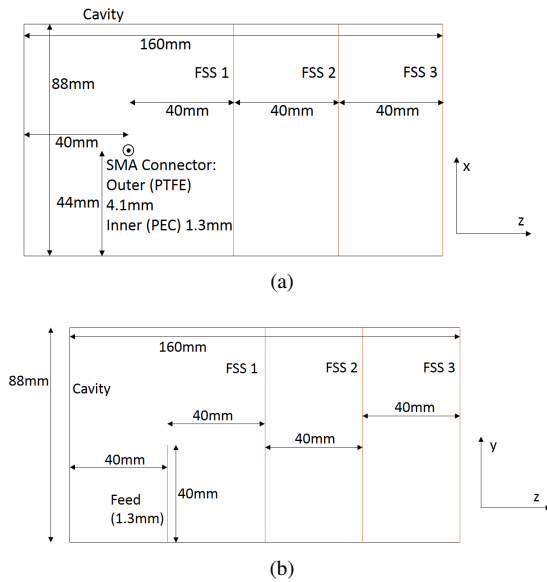 Cavity
160mm
88mm
FSS 1
FSS 2
FSS 3
40mm
40mm
40mm
40mm
SMA Connector:
Outer (PTFE)
4.1mm
Inner (PEC) 1.3mm
44mm
x
z
(a)
160mm
88mm
Cavity
FSS 1
FSS 2
FSS 3
40mm
40mm
40mm
40mm
Feed
(1.3mm)
40mm
y
z
(b)